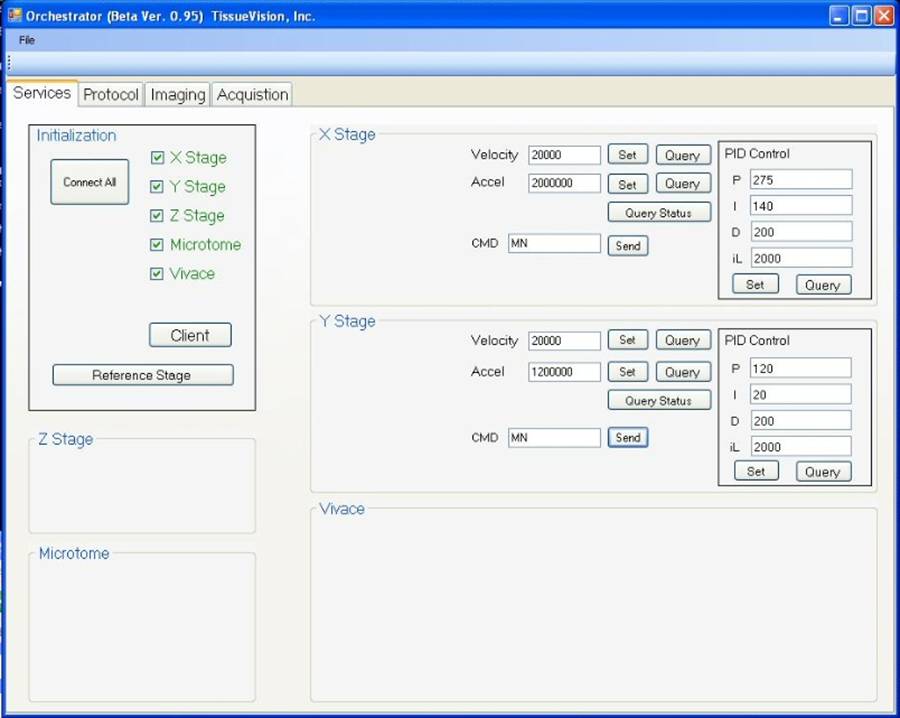 Orchestrator (Beta Ver. 0.95) TissueVision, Inc.
File
Services Protocol Imaging Acquistion
Initialization
Connect All
X Stage
Y Stage
Z Stage
Microtome
Vivace
Client
Reference Stage
Z Stage
Microtome
X Stage
Velocity 20000 Set Query
Accel 2000000 Set Query
Query Status
CMD MN Send
PID Control
P 275
I 140
D 200
iL 2000
Set Query
Y Stage
Velocity 20000 Set Query
Accel 1200000 Set Query
Query Status
CMD MN Send
PID Control
P 120
I 20
D 200
iL 2000
Set Query
Vivace